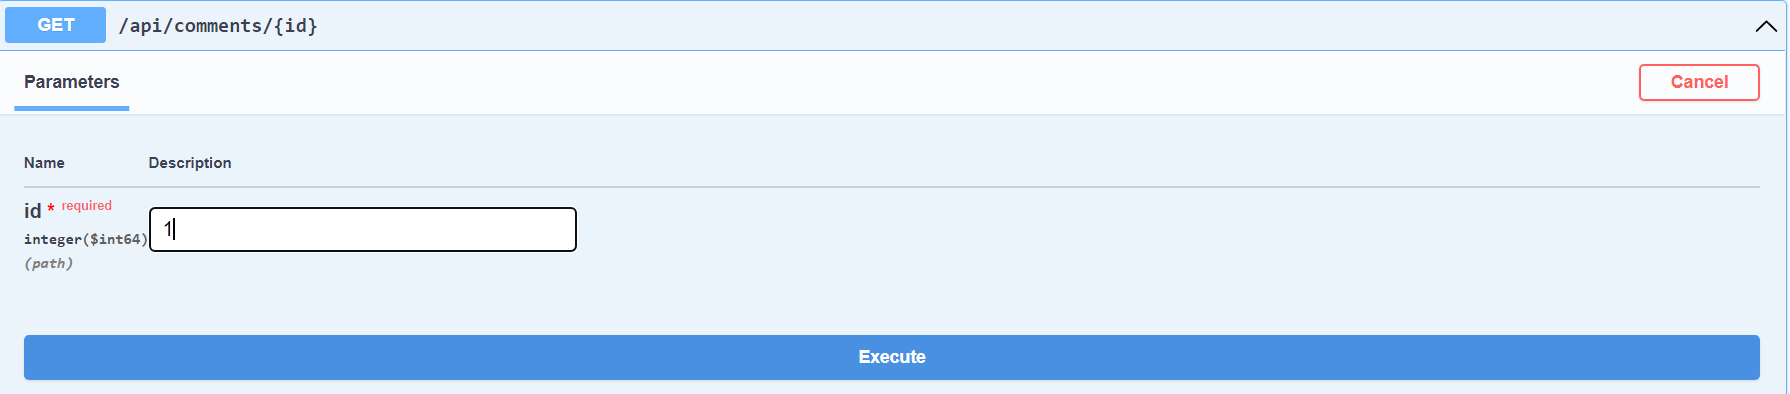 GET /api/comments/{id}
Parameters
Cancel
Name Description
id * required
integer($int64)
(path)
1
Execute